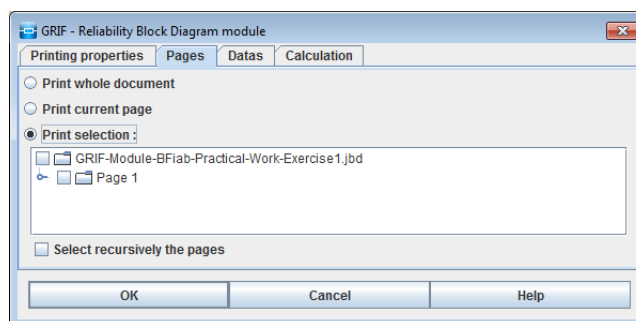 GRIF - Reliability Block Diagram module
Printing properties Pages Datas Calculation
Print whole document
Print current page
Print selection :
GRIF-Module-BFiab-Practical-Work-Exercise1.jbd
Page 1
Select recursively the pages
OK Cancel Help